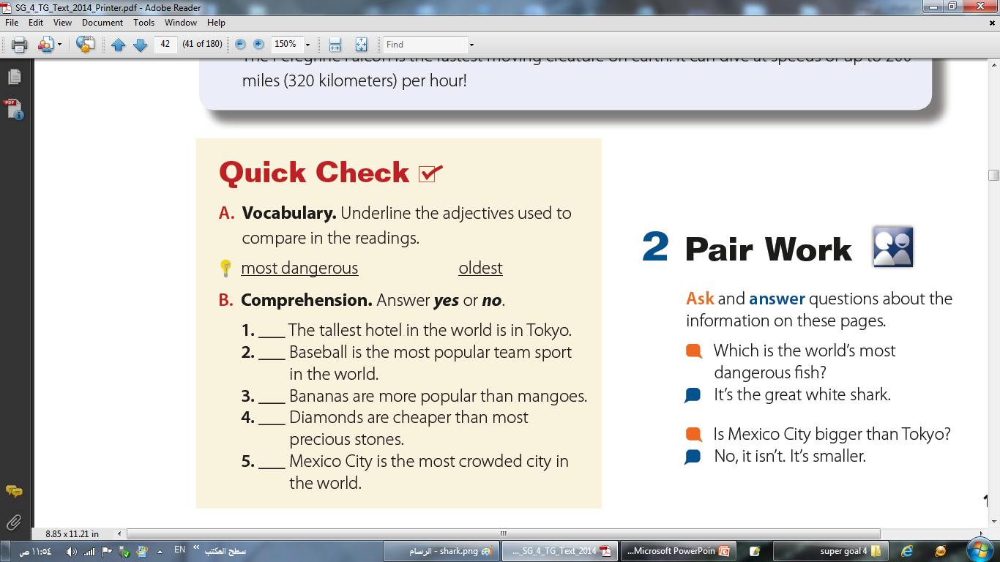 SG_4_TG_Text_2014_Printer.pdf - Adobe Reader
File Edit View Document Tools Window Help
42 (41 of 180) 150% Find
The Peregrine Falcon is the fastest moving creature on earth. It can dive at speeds of up to 200
miles (320 kilometers) per hour!
Quick Check
A. Vocabulary. Underline the adjectives used to
compare in the readings.
most dangerous oldest
B. Comprehension. Answer yes or no.
1. ___ The tallest hotel in the world is in Tokyo.
2. ___ Baseball is the most popular team sport
in the world.
3. ___ Bananas are more popular than mangoes.
4. ___ Diamonds are cheaper than most
precious stones.
5. ___ Mexico City is the most crowded city in
the world.
2 Pair Work
Ask and answer questions about the
information on these pages.
Which is the world's most
dangerous fish?
It's the great white shark.
Is Mexico City bigger than Tokyo?
No, it isn't. It's smaller.
8.85 x 11.21 in
١١:٥٤ ص EN سطح المكتب shark.png - الرسام ..._SG_4_TG_Text_2014 ...Microsoft PowerPoin super goal 4